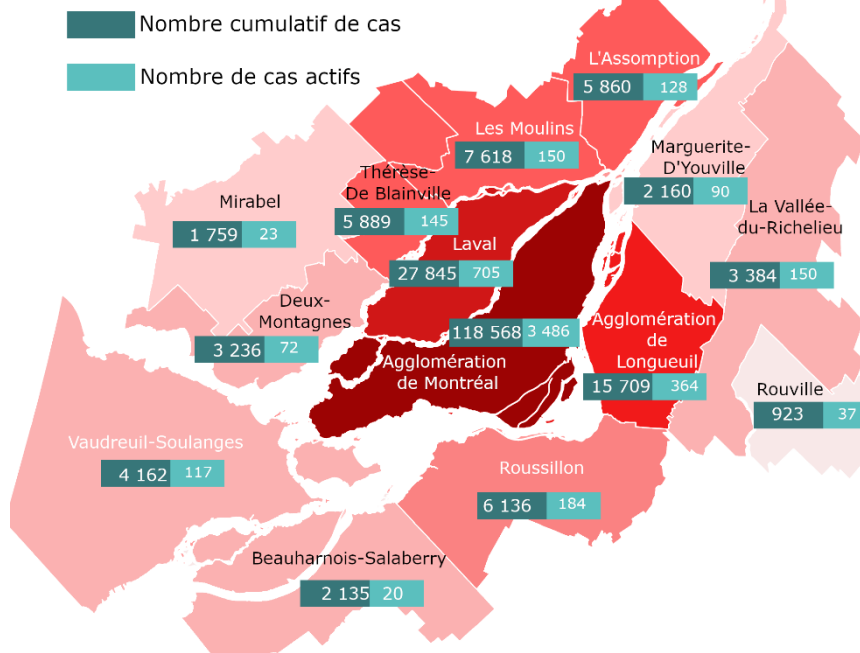 Nombre cumulatif de cas
Nombre de cas actifs
L'Assomption
5 860 128
Les Moulins
7 618 150
Marguerite-
D'Youville
2 160 90
Thérèse-
De Blainville
5 889 145
Mirabel
1 759 23
La Vallée-
du-Richelieu
3 384 150
Laval
27 845 705
Deux-
Montagnes
3 236 72
118 568 3 486
Agglomération
de Montréal
Agglomération
de
Longueuil
15 709 364
Rouville
923 37
Vaudreuil-Soulanges
4 162 117
Roussillon
6 136 184
Beauharnois-Salaberry
2 135 20